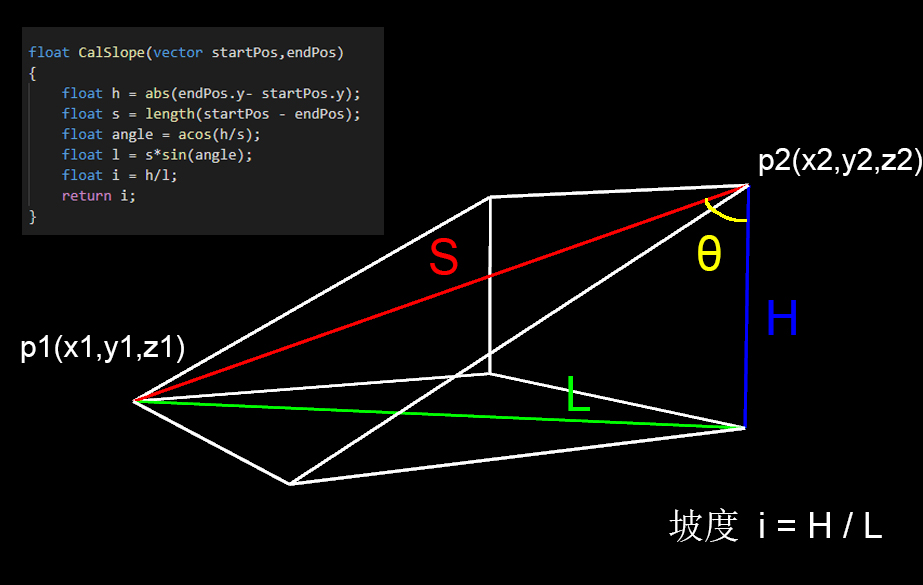 float CalSlope(vector startPos,endPos)
{
    float h = abs(endPos.y- startPos.y);
    float s = length(startPos - endPos);
    float angle = acos(h/s);
    float l = s*sin(angle);
    float i = h/l;
    return i;
}
p2(x2,y2,z2)
S
θ
H
p1(x1,y1,z1)
L
坡度 i = H / L